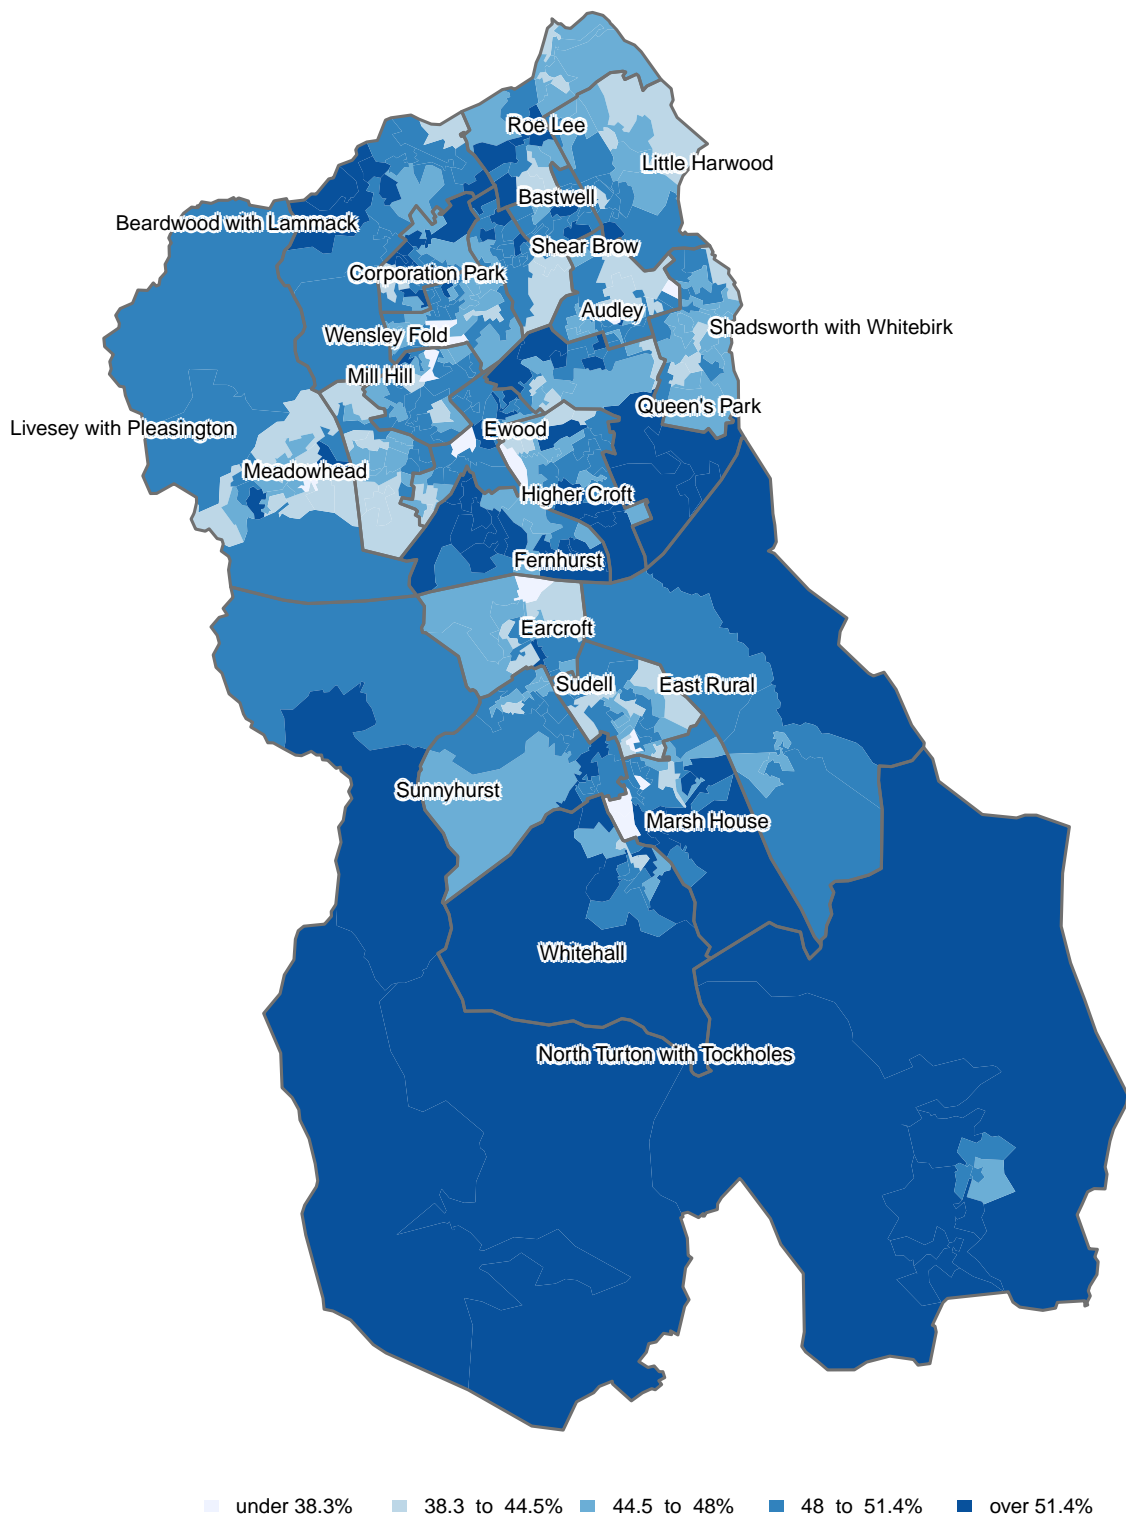 Roe Lee
Little Harwood
Bastwell
Beardwood with Lammack
Shear Brow
Corporation Park
Audley
Shadsworth with Whitebirk
Wensley Fold
Mill Hill
Queen's Park
Livesey with Pleasington
Ewood
Meadowhead
Higher Croft
Fernhurst
Earcroft
Sudell
East Rural
Sunnyhurst
Marsh House
Whitehall
North Turton with Tockholes
under 38.3% 38.3 to 44.5% 44.5 to 48% 48 to 51.4% over 51.4%